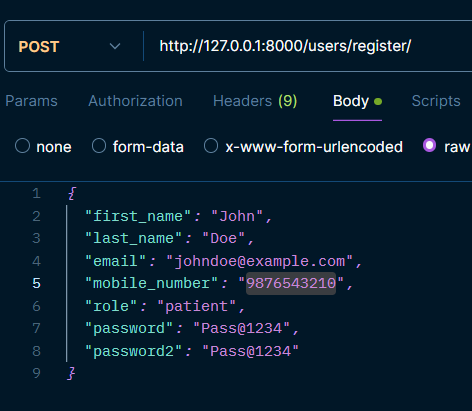 POST http://127.0.0.1:8000/users/register/
Params Authorization Headers (9) Body Scripts
none form-data x-www-form-urlencoded raw
1 {
2 "first_name": "John",
3 "last_name": "Doe",
4 "email": "johndoe@example.com",
5 "mobile_number": "9876543210",
6 "role": "patient",
7 "password": "Pass@1234",
8 "password2": "Pass@1234"
9 }